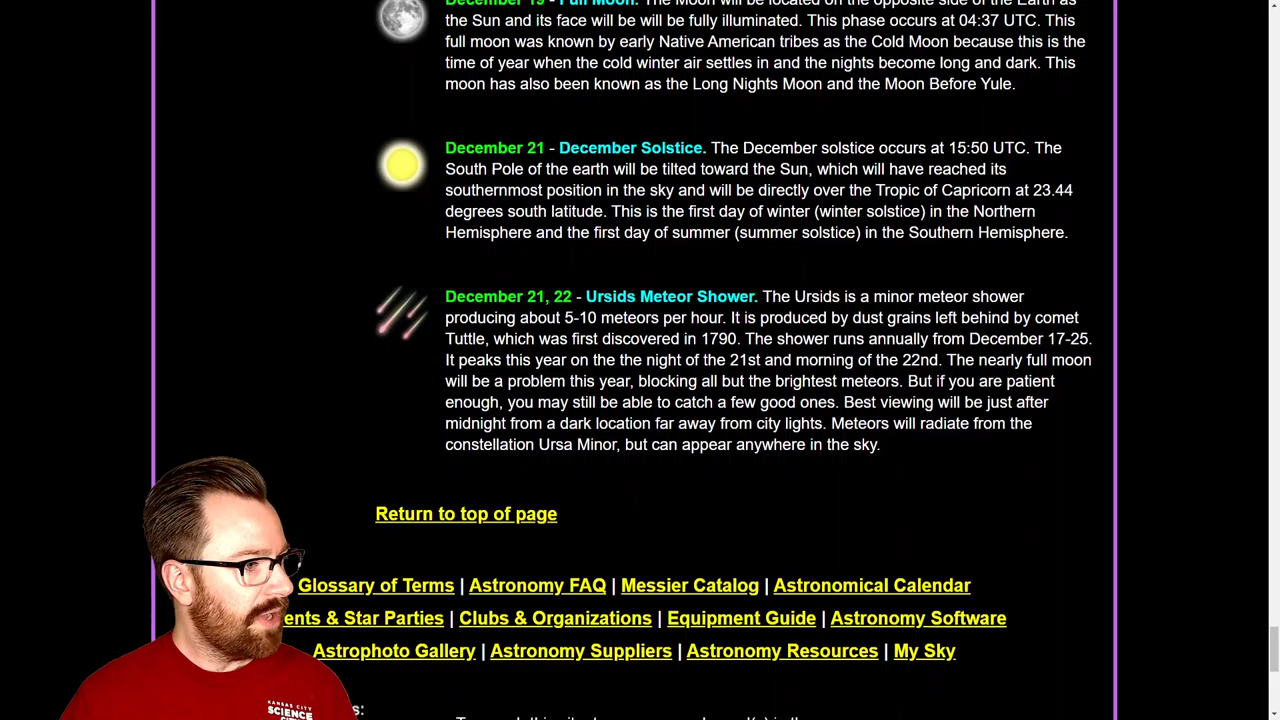 December 19 - Full Moon. The Moon will be located on the opposite side of the Earth as
the Sun and its face will be will be fully illuminated. This phase occurs at 04:37 UTC. This
full moon was known by early Native American tribes as the Cold Moon because this is the
time of year when the cold winter air settles in and the nights become long and dark. This
moon has also been known as the Long Nights Moon and the Moon Before Yule.
December 21 - December Solstice. The December solstice occurs at 15:50 UTC. The
South Pole of the earth will be tilted toward the Sun, which will have reached its
southernmost position in the sky and will be directly over the Tropic of Capricorn at 23.44
degrees south latitude. This is the first day of winter (winter solstice) in the Northern
Hemisphere and the first day of summer (summer solstice) in the Southern Hemisphere.
December 21, 22 - Ursids Meteor Shower. The Ursids is a minor meteor shower
producing about 5-10 meteors per hour. It is produced by dust grains left behind by comet
Tuttle, which was first discovered in 1790. The shower runs annually from December 17-25.
It peaks this year on the the night of the 21st and morning of the 22nd. The nearly full moon
will be a problem this year, blocking all but the brightest meteors. But if you are patient
enough, you may still be able to catch a few good ones. Best viewing will be just after
midnight from a dark location far away from city lights. Meteors will radiate from the
constellation Ursa Minor, but can appear anywhere in the sky.
Return to top of page
Glossary of Terms | Astronomy FAQ | Messier Catalog | Astronomical Calendar
ents & Star Parties | Clubs & Organizations | Equipment Guide | Astronomy Software
Astrophoto Gallery | Astronomy Suppliers | Astronomy Resources | My Sky
KANSAS CITY
SCIENCE